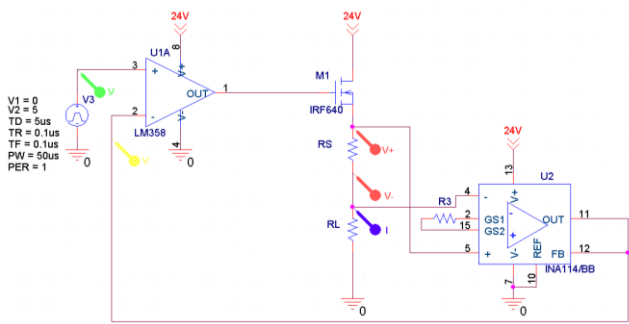 24V
24V
U1A
8
V+
3
+
OUT
1
2
-
LM358
V-
4
0
V
V
V3
V1 = 0
V2 = 5
TD = 5us
TR = 0.1us
TF = 0.1us
PW = 50us
PER = 1
0
M1
IRF640
RS
V+
V-
RL
I
0
24V
13
U2
4
-
V+
R3
2
GS1
15
GS2
-
+
OUT
11
5
+
V-
REF
FB
12
INA114/BB
7
10
0